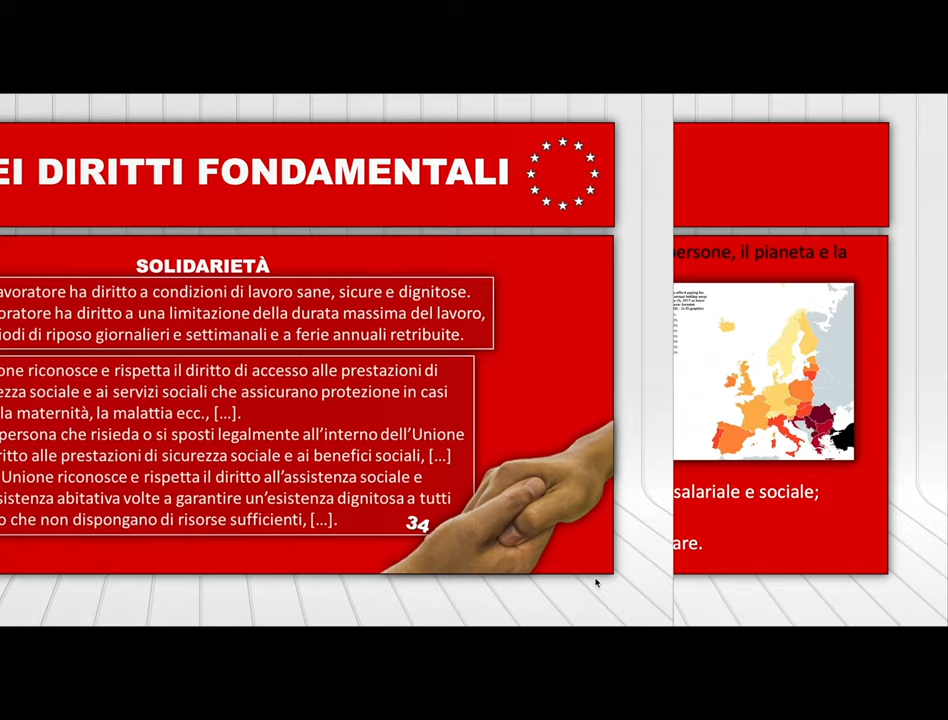 EI DIRITTI FONDAMENTALI
SOLIDARIETÀ
avoratore ha diritto a condizioni di lavoro sane, sicure e dignitose.
oratore ha diritto a una limitazione della durata massima del lavoro,
iodi di riposo giornalieri e settimanali e a ferie annuali retribuite.
one riconosce e rispetta il diritto di accesso alle prestazioni di
ezza sociale e ai servizi sociali che assicurano protezione in casi
la maternità, la malattia ecc., [...].
persona che risieda o si sposti legalmente all'interno dell'Unione
ritto alle prestazioni di sicurezza sociale e ai benefici sociali, [...]
Unione riconosce e rispetta il diritto all'assistenza sociale e
sistenza abitativa volte a garantire un'esistenza dignitosa a tutti
o che non dispongano di risorse sufficienti, [...].
34
persone, il pianeta e la
salariale e sociale;
are.